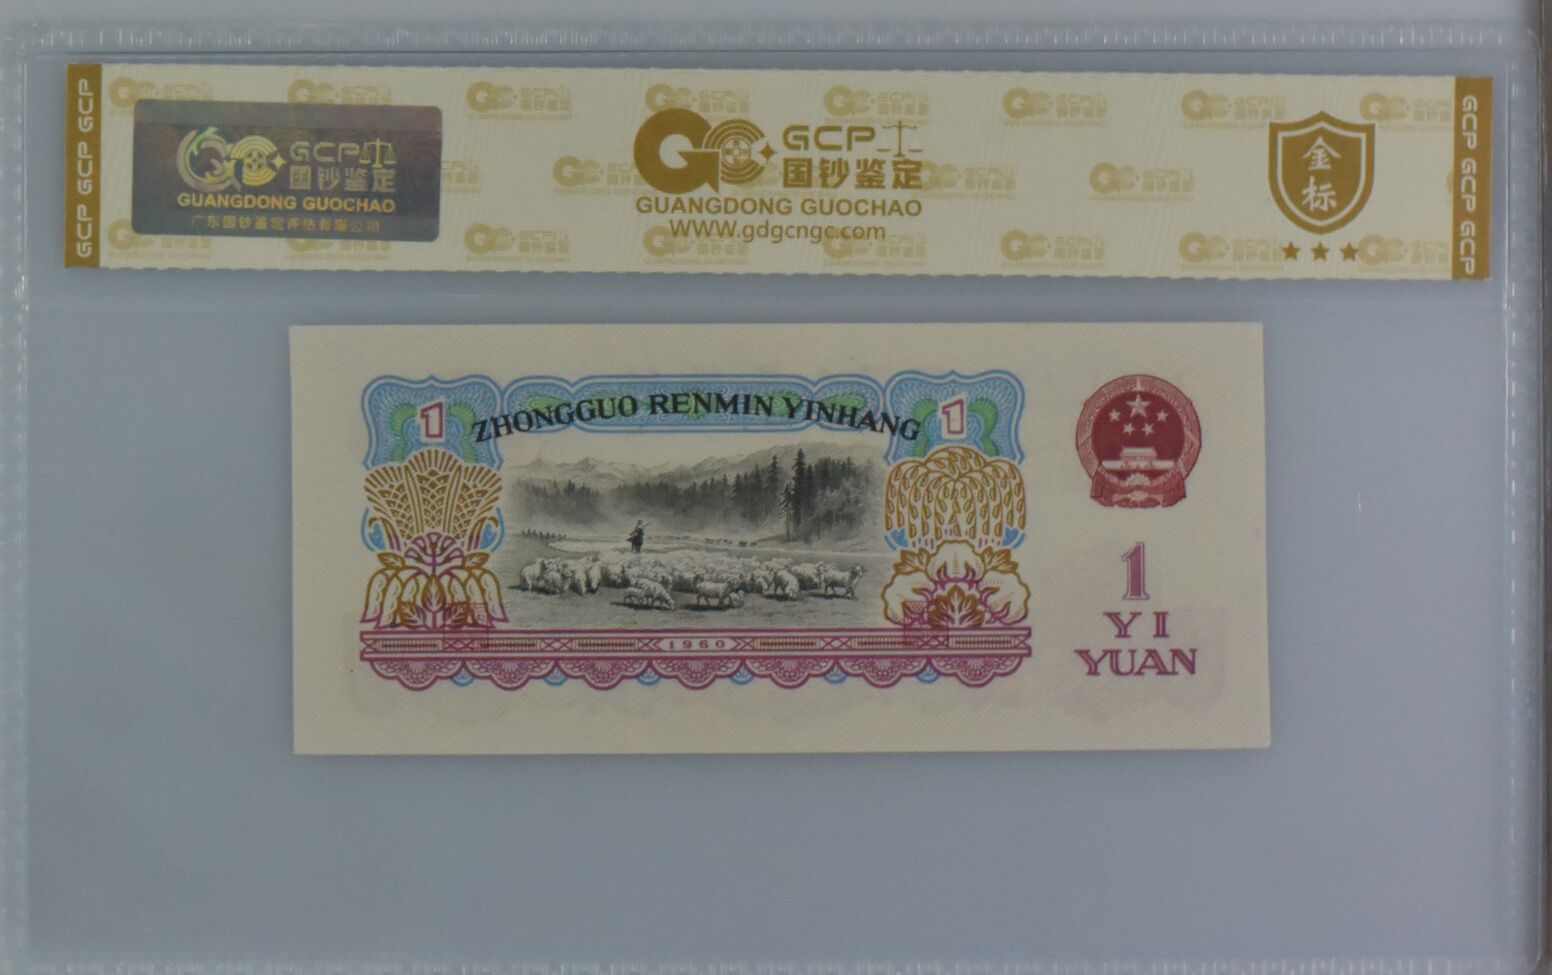 GCP GCP GCP
GCP
国钞鉴定
GUANGDONG GUOCHAO
广东国钞鉴定评估有限公司
GCP
国钞鉴定
GUANGDONG GUOCHAO
WWW.gdgcngc.com
金标
GCP GCP GCP
1
ZHONGGUO RENMIN YINHANG
1
1960
1
YI
YUAN